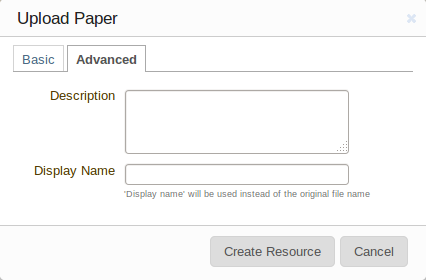 Upload Paper
Basic
Advanced
Description
Display Name
'Display name' will be used instead of the original file name
Create Resource
Cancel